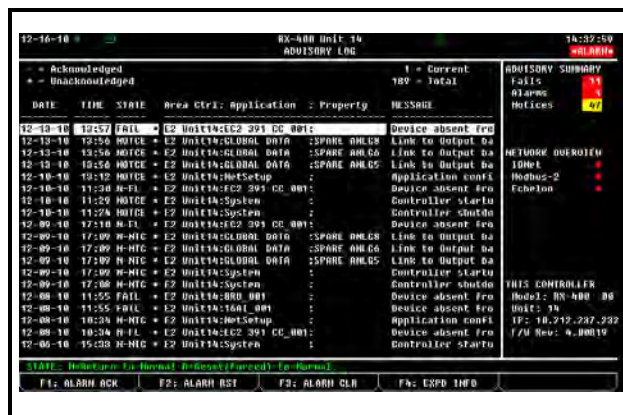 12-16-10 RX-400 Unit 14 14:37:59
ADVISORY LOG *ALARM*
- = Acknowledged 1 = Current ADVISORY SUMMARY
* = Unacknowledged 189 = Total Fails 11
Alarms 1
DATE TIME STATE Area Ctrl: Application : Property MESSAGE Notices 47
12-13-10 13:57 FAIL * E2 Unit14:EC2 391 CC_001: Device absent fro
12-13-10 13:56 NOTCE * E2 Unit14:GLOBAL DATA :SPARE ANLG8 Link to Output ba
12-13-10 13:56 NOTCE * E2 Unit14:GLOBAL DATA :SPARE ANLG6 Link to Output ba NETWORK OVERVIEW
12-13-10 13:56 NOTCE * E2 Unit14:GLOBAL DATA :SPARE ANLG5 Link to Output ba IONet
12-10-10 13:12 NOTCE * E2 Unit14:NetSetup : Application confi Modbus-2
12-10-10 11:30 N-FL * E2 Unit14:EC2 391 CC_001: Device absent fro Echelon
12-10-10 11:29 NOTCE * E2 Unit14:System : Controller startu
12-10-10 11:24 NOTCE * E2 Unit14:System : Controller shutdo
12-09-10 17:10 N-FL * E2 Unit14:EC2 391 CC_001: Device absent fro
12-09-10 17:09 N-NTC * E2 Unit14:GLOBAL DATA :SPARE ANLG8 Link to Output ba
12-09-10 17:09 N-NTC * E2 Unit14:GLOBAL DATA :SPARE ANLG6 Link to Output ba
12-09-10 17:09 N-NTC * E2 Unit14:GLOBAL DATA :SPARE ANLG5 Link to Output ba
12-09-10 17:09 N-NTC * E2 Unit14:System : Controller startu
12-09-10 17:08 N-NTC * E2 Unit14:System : Controller shutdo THIS CONTROLLER
12-08-10 11:55 FAIL * E2 Unit14:8RO_001 : Device absent fro Model: RX-400 00
12-08-10 11:55 FAIL * E2 Unit14:16AI_001 : Device absent fro Unit: 14
12-08-10 10:34 N-NTC * E2 Unit14:NetSetup : Application confi IP: 10.212.237.232
12-08-10 10:34 N-FL * E2 Unit14:EC2 391 CC_001: Device absent fro F/W Rev: 4.00B19
12-06-10 15:33 N-NTC * E2 Unit14:System : Controller startu
STATE: N=Return to Normal R=Reset(Forced) to Normal
F1: ALARM ACK F2: ALARM RST F3: ALARM CLR F4: EXPD INFO